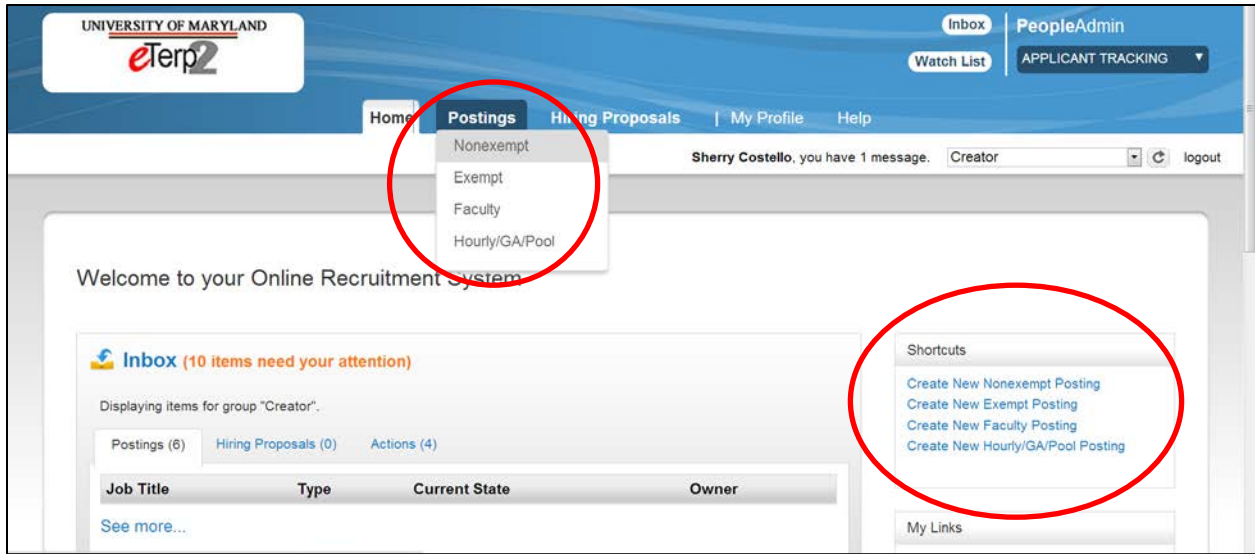 UNIVERSITY OF MARYLAND
eTerp2
Inbox
PeopleAdmin
Watch List
APPLICANT TRACKING
Home Postings Hiring Proposals | My Profile Help
Nonexempt
Sherry Costello, you have 1 message. Creator logout
Exempt
Faculty
Hourly/GA/Pool
Welcome to your Online Recruitment System
Inbox (10 items need your attention)
Displaying items for group "Creator".
Postings (6) Hiring Proposals (0) Actions (4)
Job Title Type Current State Owner
See more...
Shortcuts
Create New Nonexempt Posting
Create New Exempt Posting
Create New Faculty Posting
Create New Hourly/GA/Pool Posting
My Links